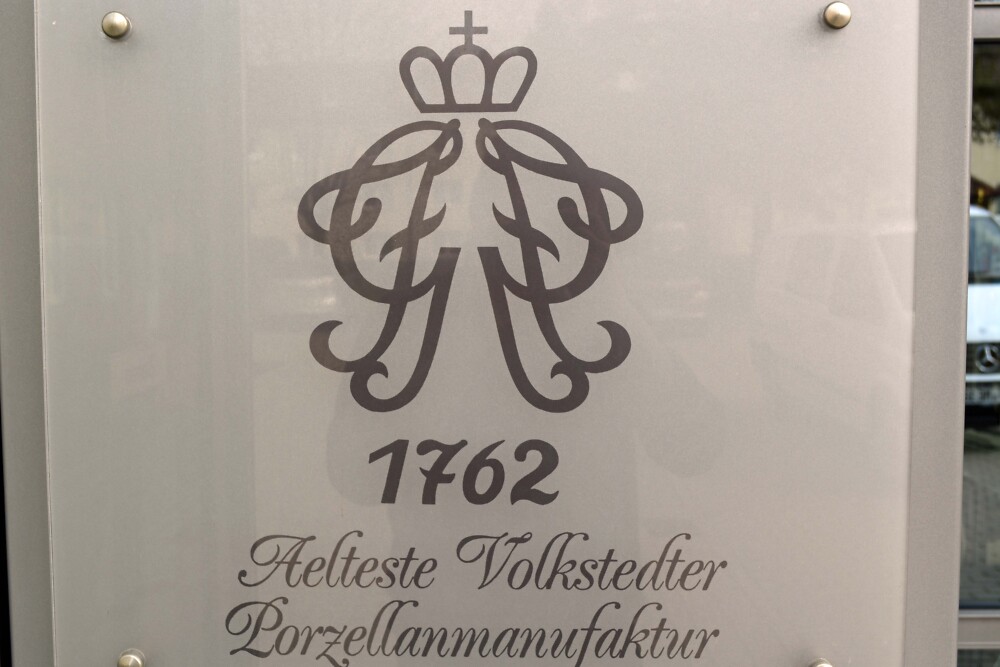 1762
Aelteste Volkstedter
Porzellanmanufaktur